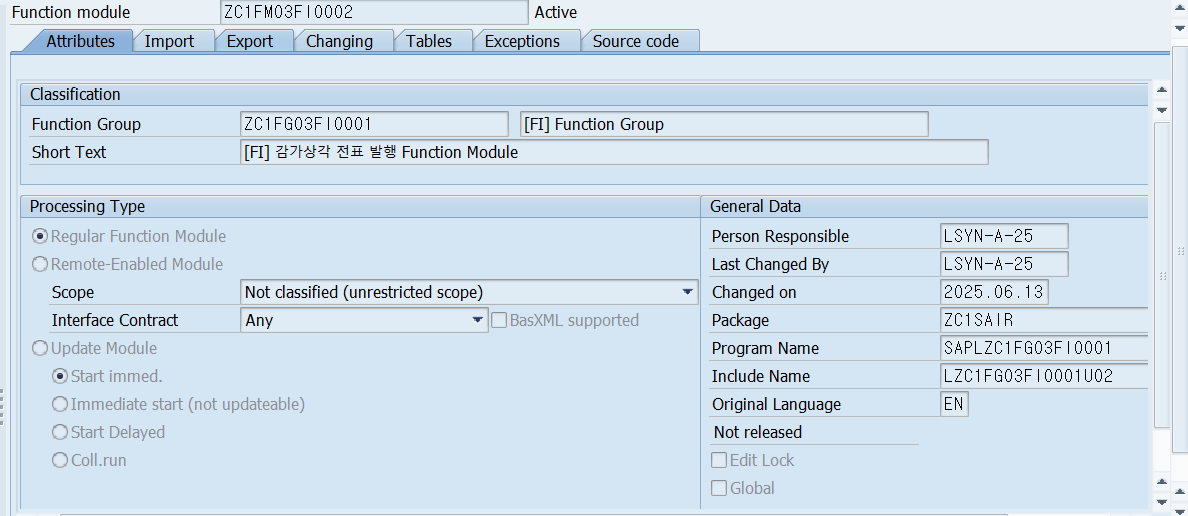 Function module ZC1FM03FI0002 Active
Attributes Import Export Changing Tables Exceptions Source code
Classification
Function Group ZC1FG03FI0001 [FI] Function Group
Short Text [FI] 감가상각 전표 발행 Function Module
Processing Type
Regular Function Module
Remote-Enabled Module
Scope Not classified (unrestricted scope)
Interface Contract Any BasXML supported
Update Module
Start immed.
Immediate start (not updateable)
Start Delayed
Coll.run
General Data
Person Responsible LSYN-A-25
Last Changed By LSYN-A-25
Changed on 2025.06.13
Package ZC1SAIR
Program Name SAPLZC1FG03FI0001
Include Name LZC1FG03FI0001U02
Original Language EN
Not released
Edit Lock
Global